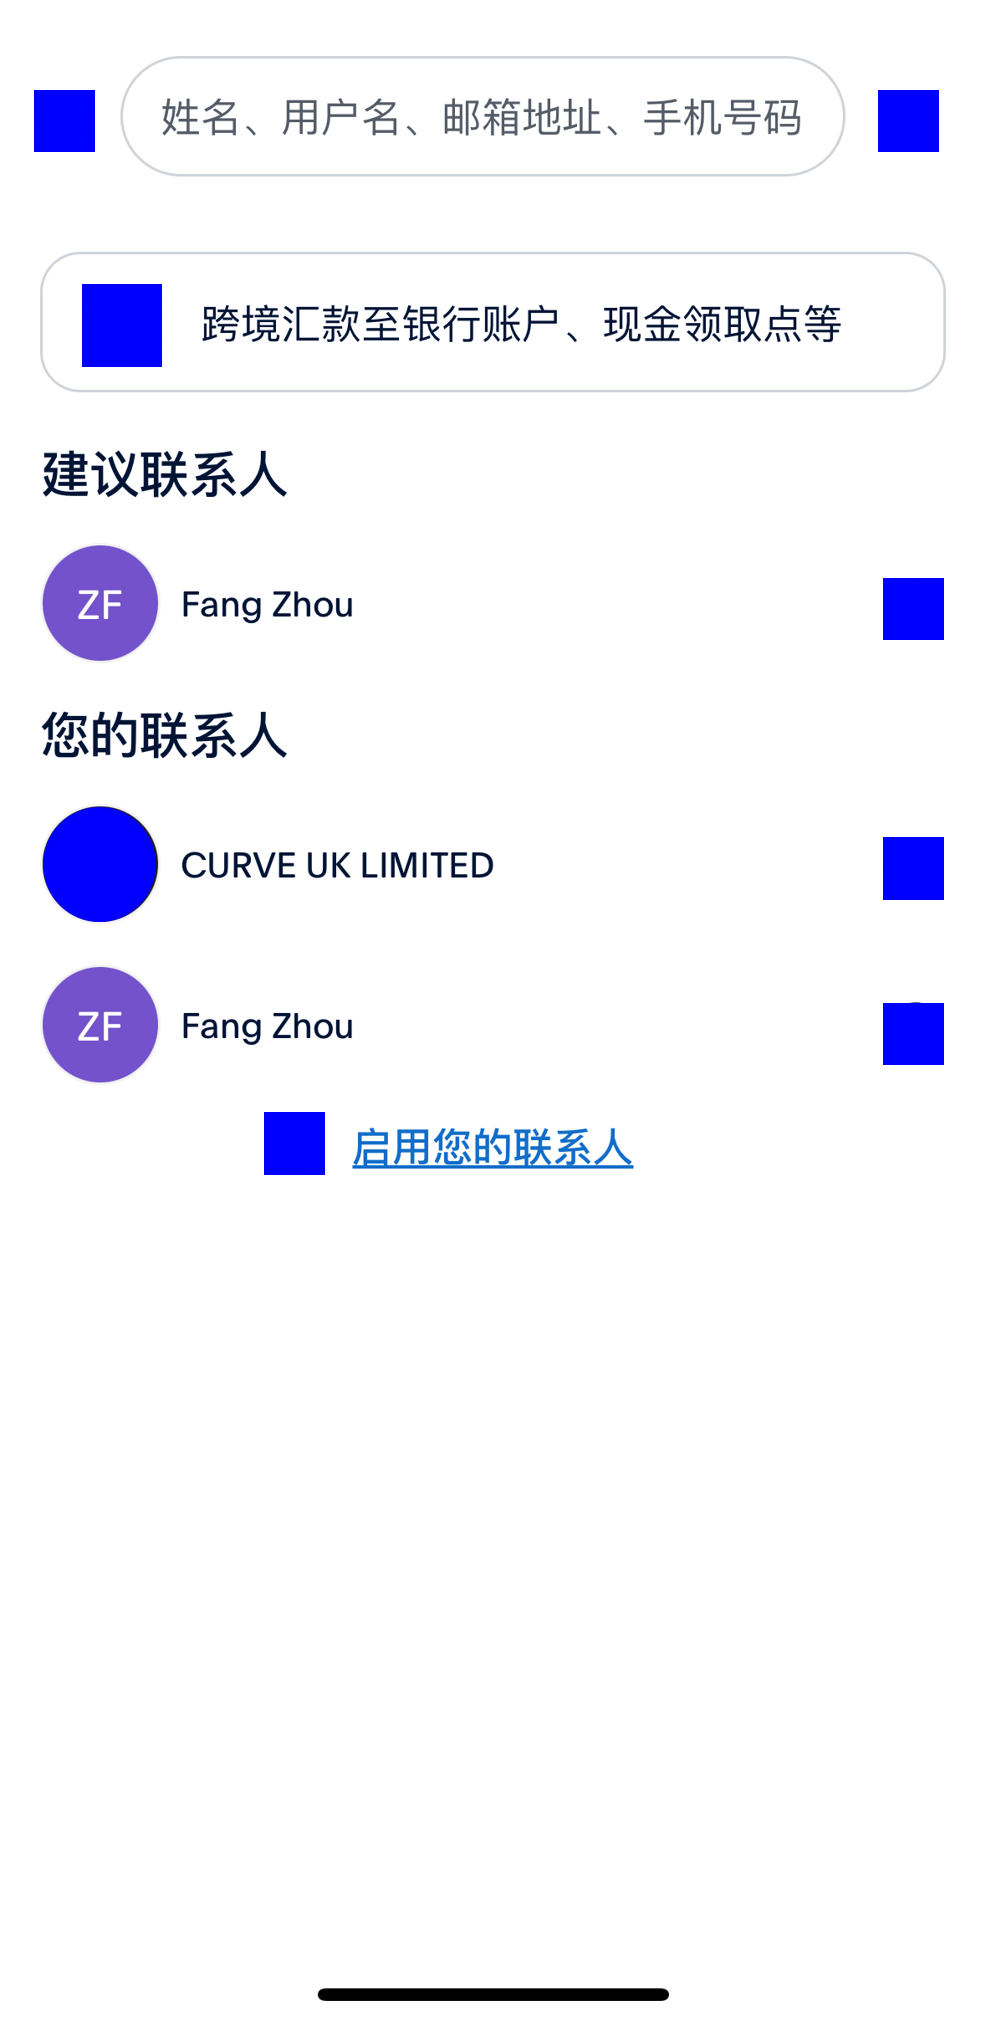 姓名、用户名、邮箱地址、手机号码
跨境汇款至银行账户、现金领取点等
建议联系人
ZF Fang Zhou
您的联系人
CURVE UK LIMITED
ZF Fang Zhou
启用您的联系人